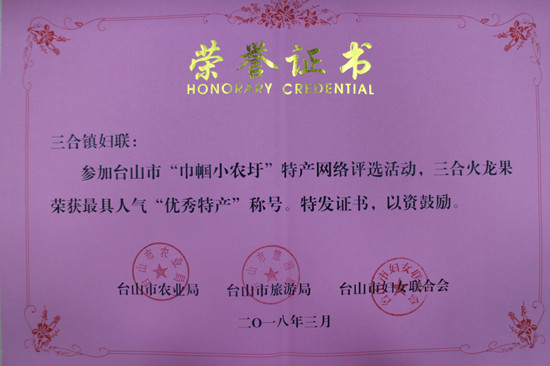 荣誉证书
HONORARY CREDENTIAL
三合镇妇联：
参加台山市“巾帼小农圩”特产网络评选活动，三合火龙果
荣获最具人气“优秀特产”称号。特发证书，以资鼓励。
台山市农业局 台山市旅游局 台山市妇女联合会
二〇一八年三月